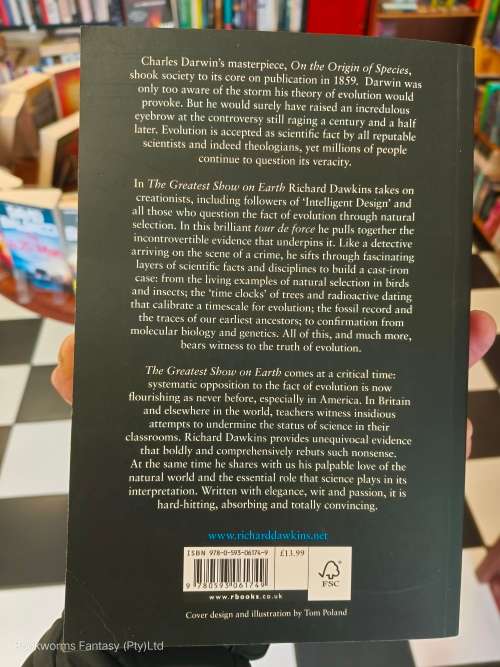 Charles Darwin's masterpiece, On the Origin of Species,
shook society to its core on publication in 1859. Darwin was
only too aware of the storm his theory of evolution would
provoke. But he would surely have raised an incredulous
eyebrow at the controversy still raging a century and a half
later. Evolution is accepted as scientific fact by all reputable
scientists and indeed theologians, yet millions of people
continue to question its veracity.
In The Greatest Show on Earth Richard Dawkins takes on
creationists, including followers of 'Intelligent Design' and
all those who question the fact of evolution through natural
selection. In this brilliant tour de force he pulls together the
incontrovertible evidence that underpins it. Like a detective
arriving on the scene of a crime, he sifts through fascinating
layers of scientific facts and disciplines to build a cast-iron
case: from the living examples of natural selection in birds
and insects; the 'time clocks' of trees and radioactive dating
that calibrate a timescale for evolution; the fossil record and
the traces of our earliest ancestors; to confirmation from
molecular biology and genetics. All of this, and much more,
bears witness to the truth of evolution.
The Greatest Show on Earth comes at a critical time:
systematic opposition to the fact of evolution is now
flourishing as never before, especially in America. In Britain
and elsewhere in the world, teachers witness insidious
attempts to undermine the status of science in their
classrooms. Richard Dawkins provides unequivocal evidence
that boldly and comprehensively rebuts such nonsense.
At the same time he shares with us his palpable love of the
natural world and the essential role that science plays in its
interpretation. Written with elegance, wit and passion, it is
hard-hitting, absorbing and totally convincing.
www.richarddawkins.net
ISBN 978-0-593-06174-9
£13.99
9 780593 061749
FSC
www.rbooks.co.uk
Cover design and illustration by Tom Poland
Bookworms Fantasy (Pty)Ltd